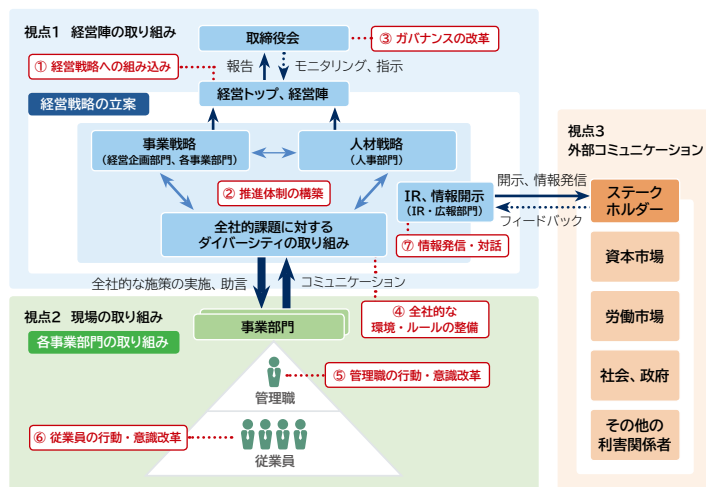 視点1 経営陣の取り組み
取締役会
③ ガバナンスの改革
① 経営戦略への組み込み
報告
モニタリング、指示
経営トップ、経営陣
経営戦略の立案
事業戦略
（経営企画部門、各事業部門）
人材戦略
（人事部門）
② 推進体制の構築
全社的課題に対する
ダイバーシティの取り組み
IR、情報開示
（IR・広報部門）
開示、情報発信
フィードバック
⑦ 情報発信・対話
全社的な施策の実施、助言
コミュニケーション
④ 全社的な
環境・ルールの整備
視点2 現場の取り組み
各事業部門の取り組み
事業部門
管理職
⑤ 管理職の行動・意識改革
⑥ 従業員の行動・意識改革
従業員
視点3
外部コミュニケーション
ステーク
ホルダー
資本市場
労働市場
社会、政府
その他の
利害関係者